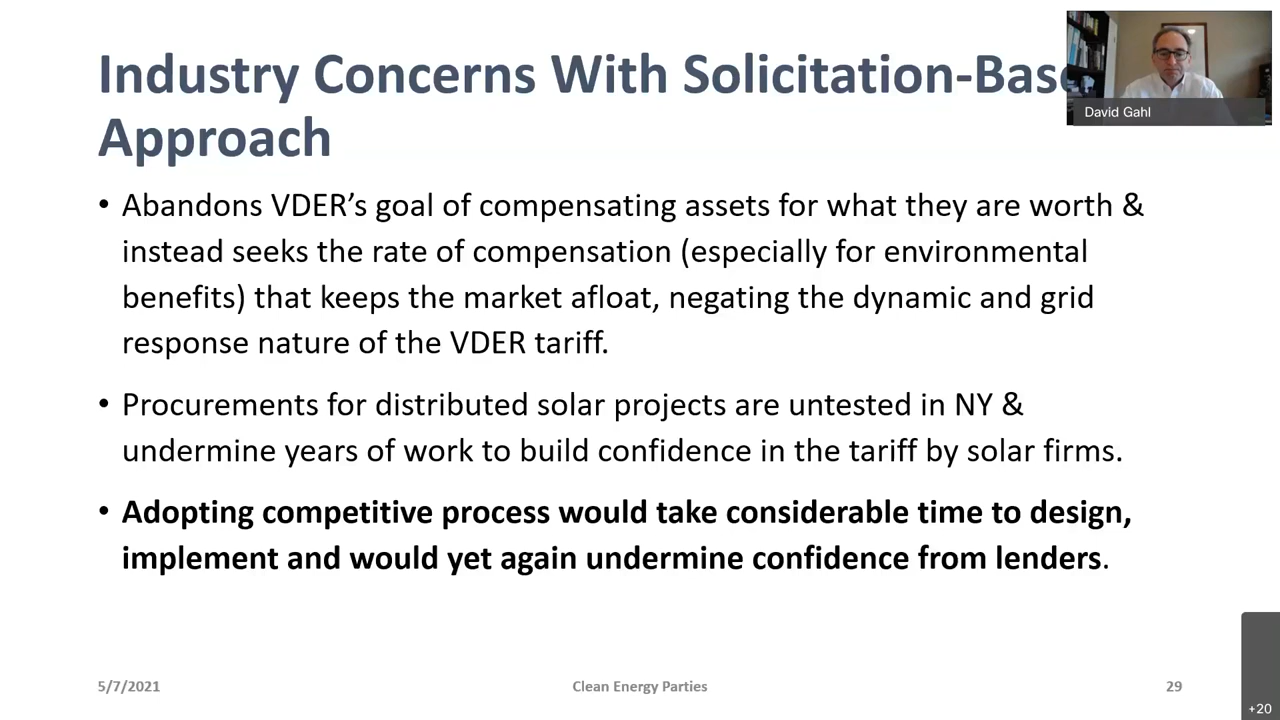 Industry Concerns With Solicitation-Bas
Approach
David Gahl
• Abandons VDER’s goal of compensating assets for what they are worth &
instead seeks the rate of compensation (especially for environmental
benefits) that keeps the market afloat, negating the dynamic and grid
response nature of the VDER tariff.
• Procurements for distributed solar projects are untested in NY &
undermine years of work to build confidence in the tariff by solar firms.
• Adopting competitive process would take considerable time to design,
implement and would yet again undermine confidence from lenders.
5/7/2021
Clean Energy Parties
29
+20